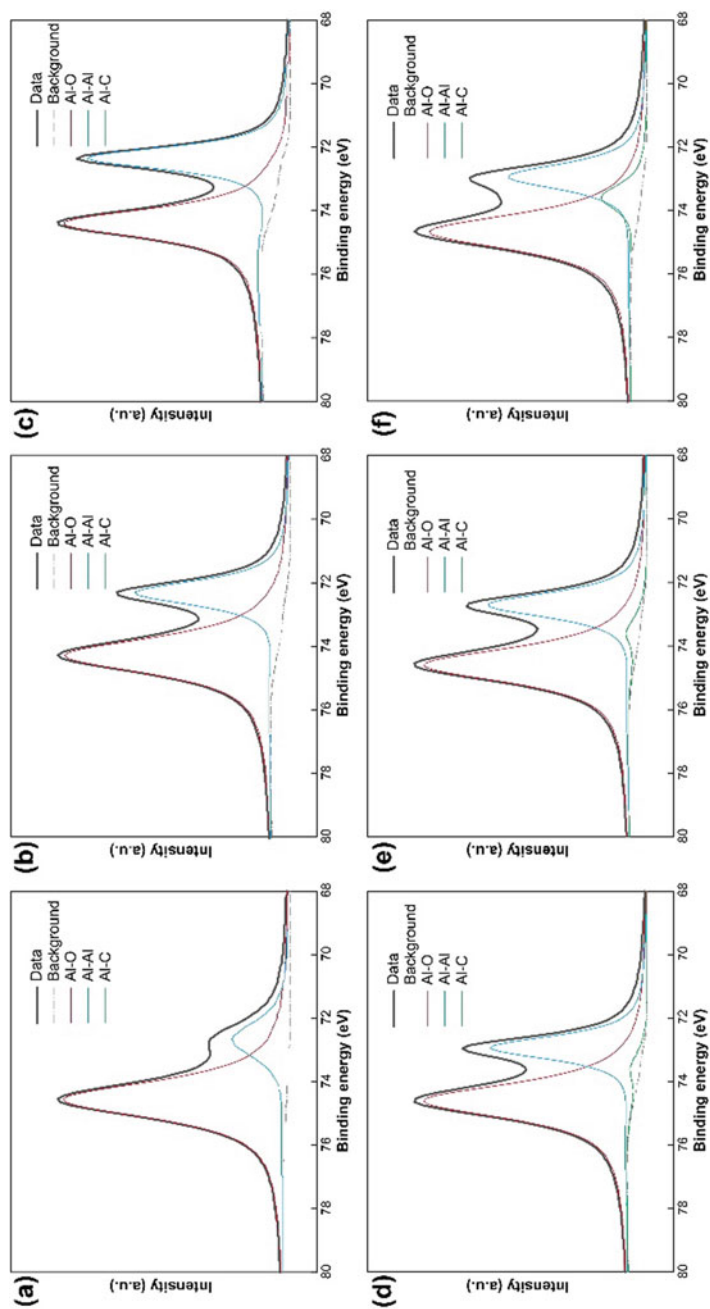 (a)
Intensity (a.u.)
Data
Background
Al-O
Al-Al
Al-C
80 78 76 74 72 70 68
Binding energy (eV)
(b)
Intensity (a.u.)
Data
Background
Al-O
Al-Al
Al-C
80 78 76 74 72 70 68
Binding energy (eV)
(c)
Intensity (a.u.)
Data
Background
Al-O
Al-Al
Al-C
80 78 76 74 72 70 68
Binding energy (eV)
(d)
Intensity (a.u.)
Data
Background
Al-O
Al-Al
Al-C
80 78 76 74 72 70 68
Binding energy (eV)
(e)
Intensity (a.u.)
Data
Background
Al-O
Al-Al
Al-C
80 78 76 74 72 70 68
Binding energy (eV)
(f)
Intensity (a.u.)
Data
Background
Al-O
Al-Al
Al-C
80 78 76 74 72 70 68
Binding energy (eV)